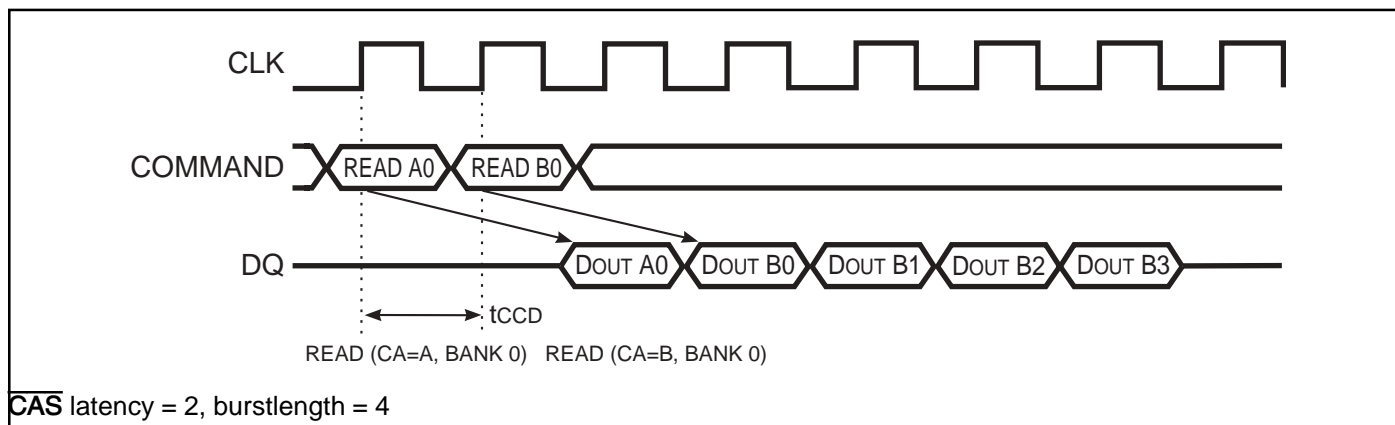 CLK
COMMAND READ A0 READ B0
DQ DOUT A0 DOUT B0 DOUT B1 DOUT B2 DOUT B3
tCCD
READ (CA=A, BANK 0) READ (CA=B, BANK 0)
CAS latency = 2, burstlength = 4